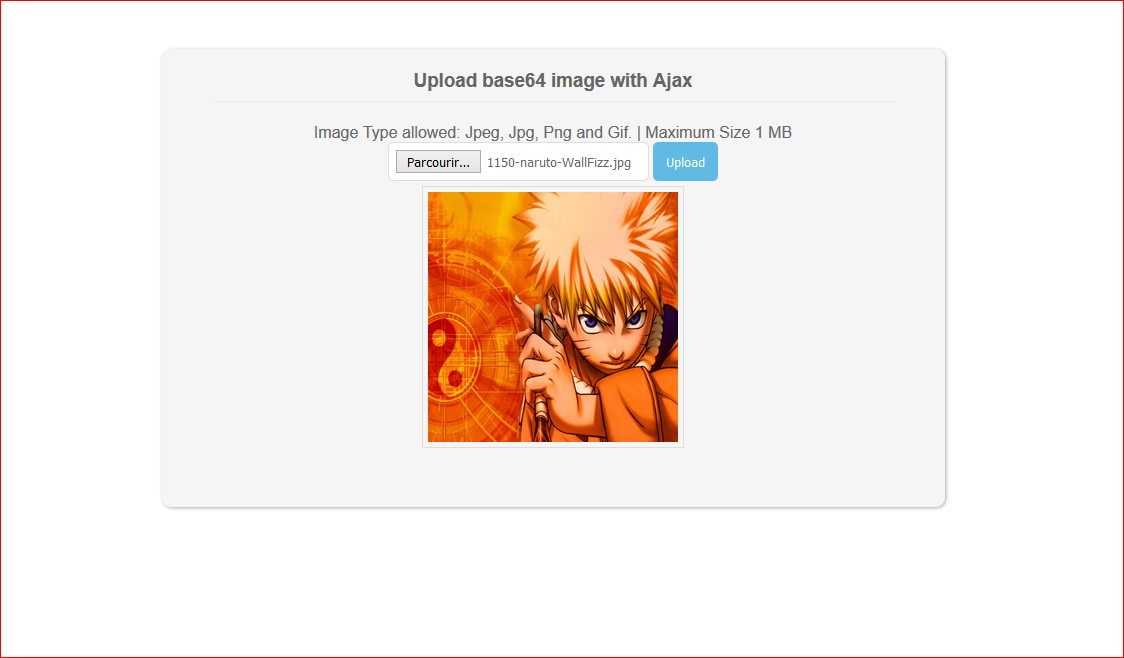 Upload base64 image with Ajax
Image Type allowed: Jpeg, Jpg, Png and Gif. | Maximum Size 1 MB
Parcourir... 1150-naruto-WallFizz.jpg Upload